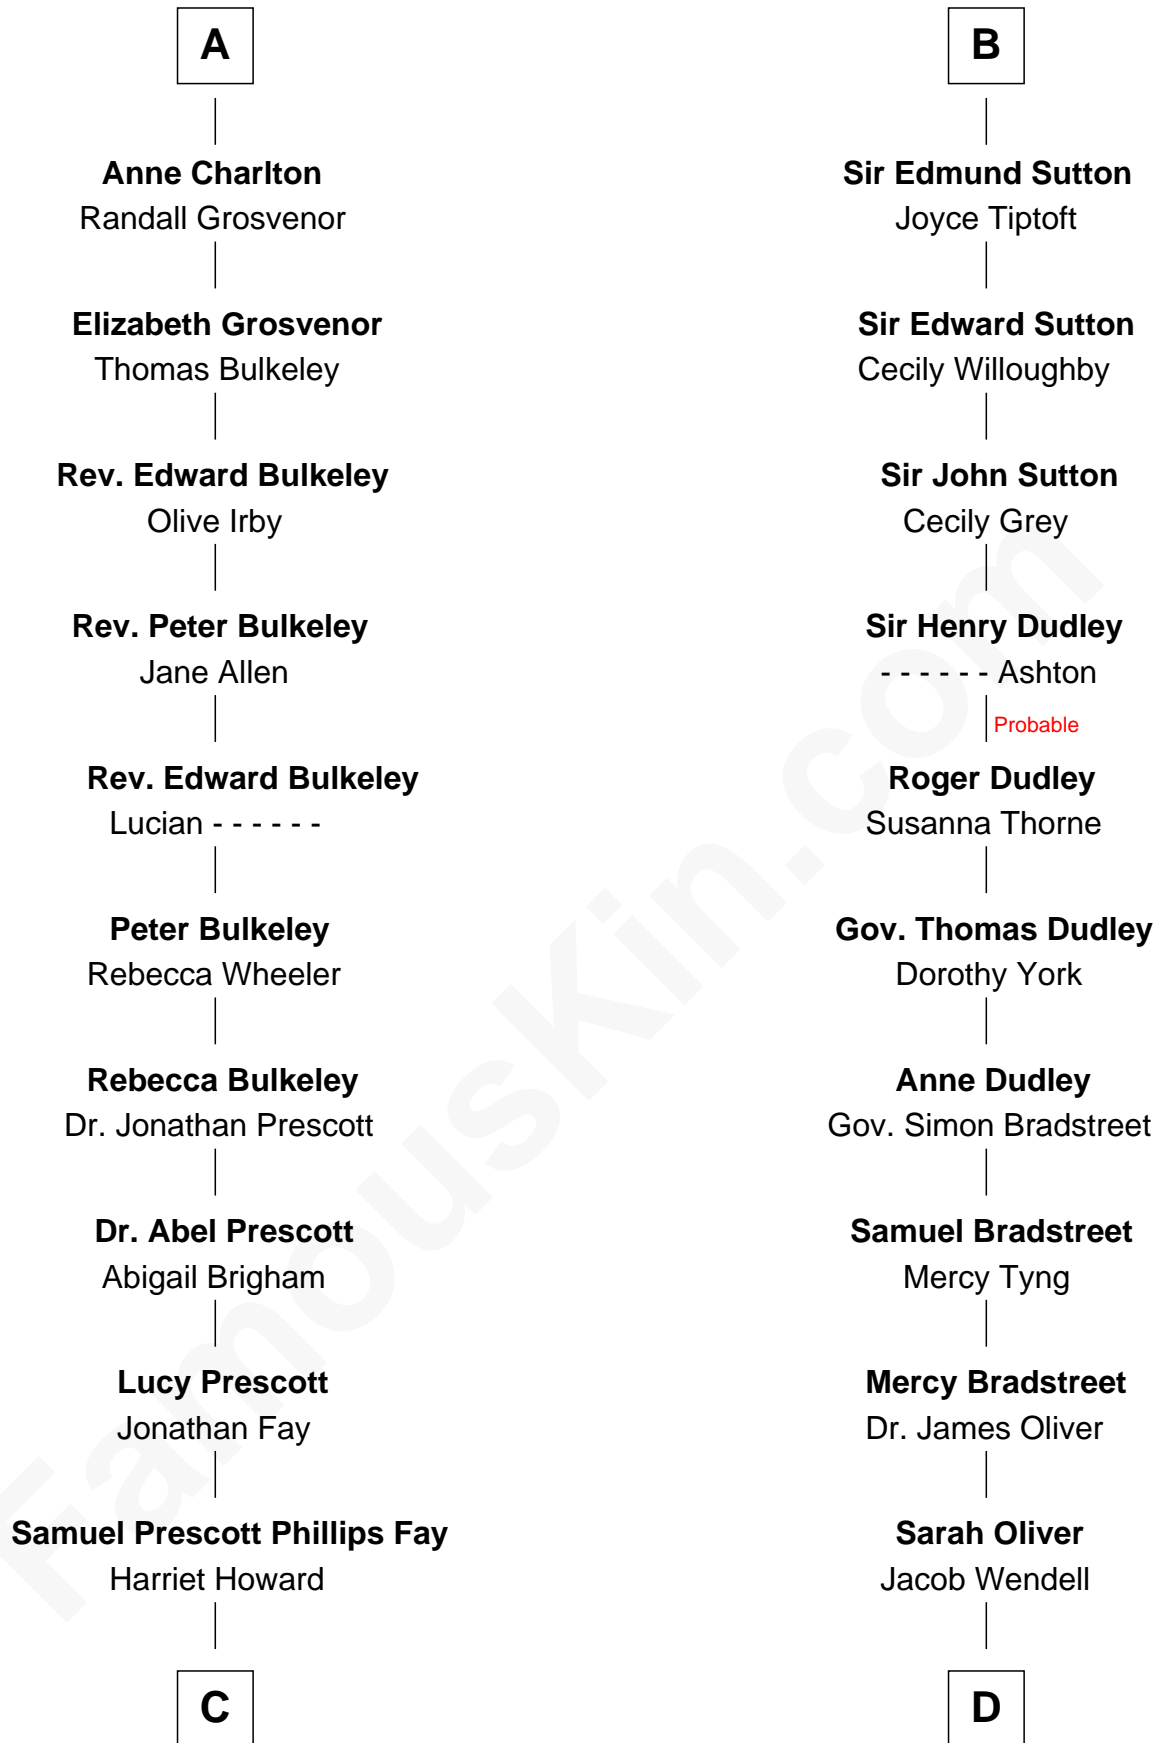 A
Anne Charlton
Randall Grosvenor
Elizabeth Grosvenor
Thomas Bulkeley
Rev. Edward Bulkeley
Olive Irby
Rev. Peter Bulkeley
Jane Allen
Rev. Edward Bulkeley
Lucian - - - - - -
Peter Bulkeley
Rebecca Wheeler
Rebecca Bulkeley
Dr. Jonathan Prescott
Dr. Abel Prescott
Abigail Brigham
Lucy Prescott
Jonathan Fay
Samuel Prescott Phillips Fay
Harriet Howard
C
B
Sir Edmund Sutton
Joyce Tiptoft
Sir Edward Sutton
Cecily Willoughby
Sir John Sutton
Cecily Grey
Sir Henry Dudley
- - - - - - Ashton
Probable
Roger Dudley
Susanna Thorne
Gov. Thomas Dudley
Dorothy York
Anne Dudley
Gov. Simon Bradstreet
Samuel Bradstreet
Mercy Tyng
Mercy Bradstreet
Dr. James Oliver
Sarah Oliver
Jacob Wendell
D
FamousKin.com